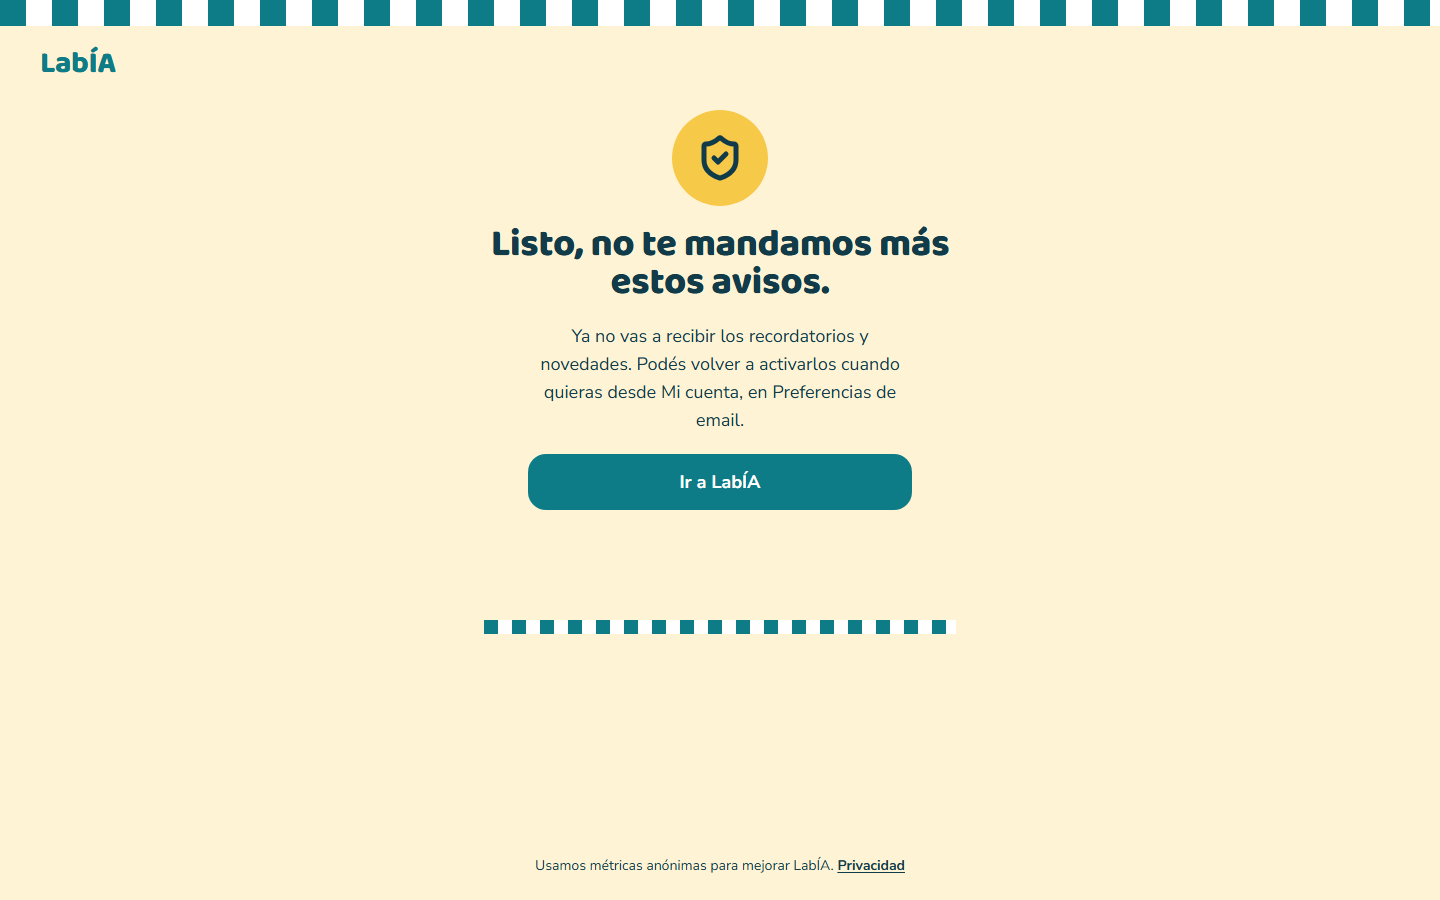 LabÍA
Listo, no te mandamos más
estos avisos.
Ya no vas a recibir los recordatorios y
novedades. Podés volver a activarlos cuando
quieras desde Mi cuenta, en Preferencias de
email.
Ir a LabÍA
Usamos métricas anónimas para mejorar LabÍA. Privacidad